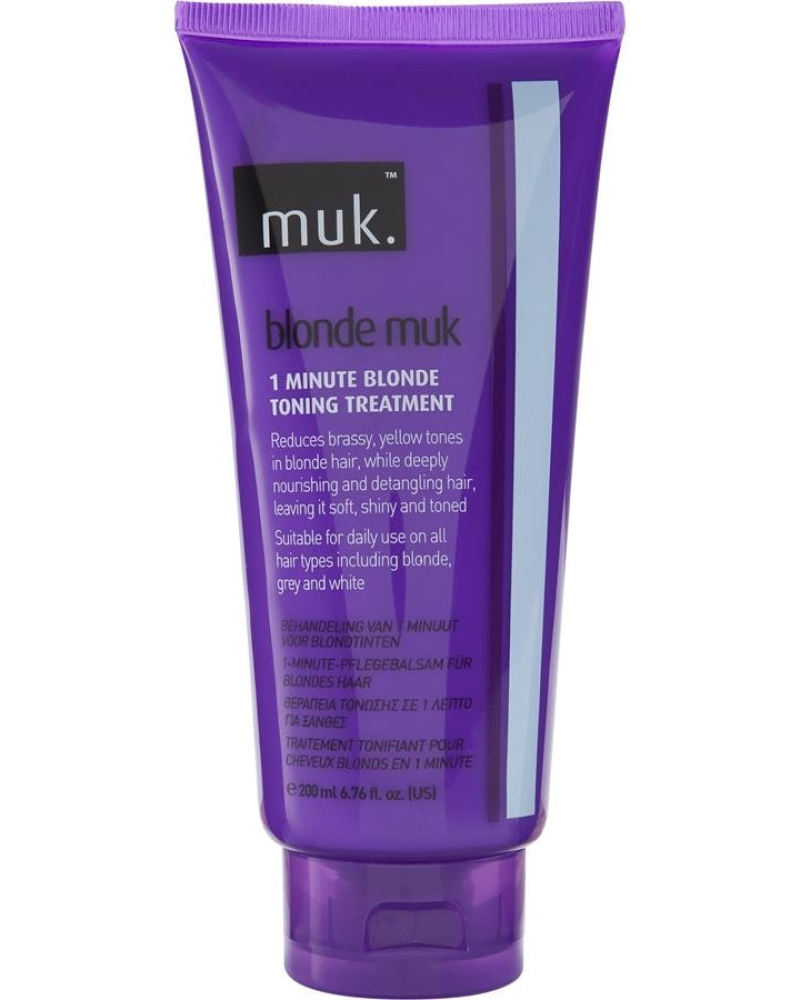 muk.™
blonde muk
1 MINUTE BLONDE
TONING TREATMENT
Reduces brassy, yellow tones
in blonde hair, while deeply
nourishing and detangling hair,
leaving it soft, shiny and toned
Suitable for daily use on all
hair types including blonde,
grey and white
BEHANDELING VAN 1 MINUUT
VOOR BLONDTINTEN
1-MINUTE-PFLEGEBALSAM FÜR
BLONDES HAAR
ΘΕΡΑΠΕΙΑ ΤΟΝΩΣΗΣ ΣΕ 1 ΛΕΠΤΟ
ΓΙΑ ΞΑΝΘΕΣ
TRAITEMENT TONIFIANT POUR
CHEVEUX BLONDS EN 1 MINUTE
℮ 200 ml 6.76 fl. oz. (US)